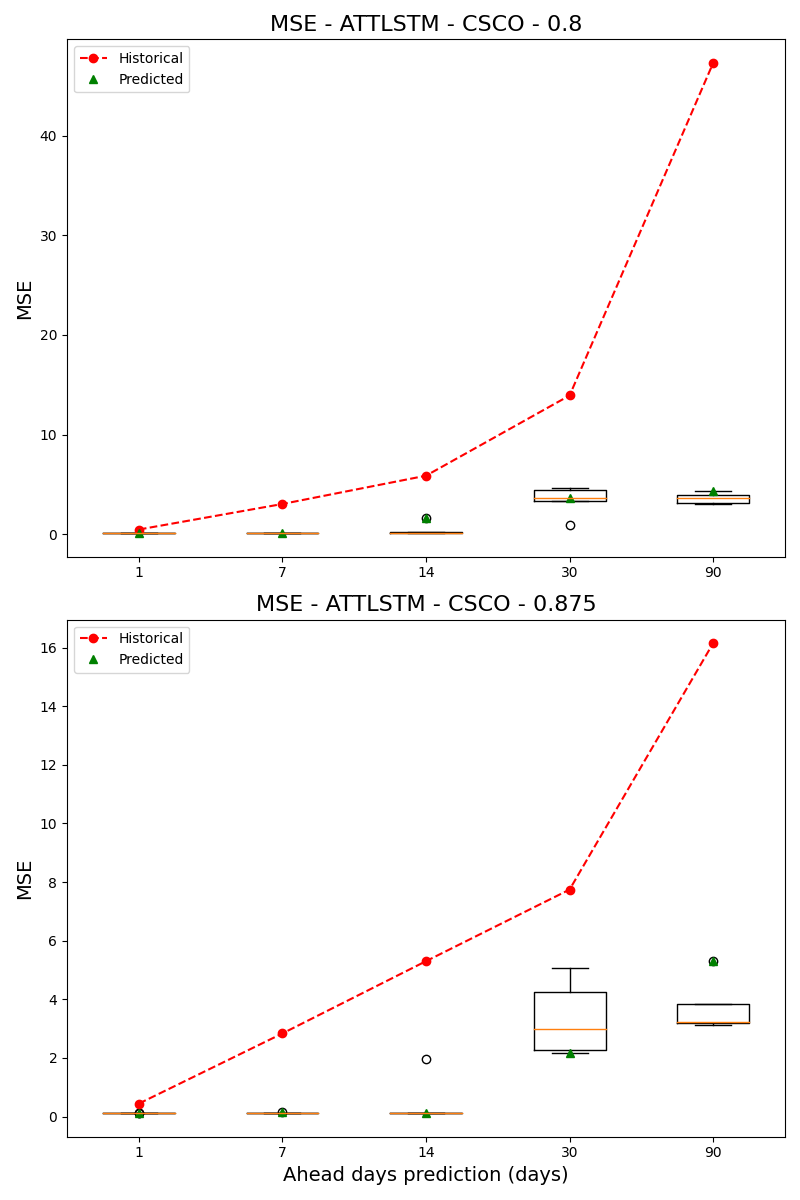 MSE - ATTLSTM - CSCO - 0.8
Historical
Predicted
MSE
40
30
20
10
0
1 7 14 30 90
MSE - ATTLSTM - CSCO - 0.875
Historical
Predicted
MSE
16
14
12
10
8
6
4
2
0
1 7 14 30 90
Ahead days prediction (days)